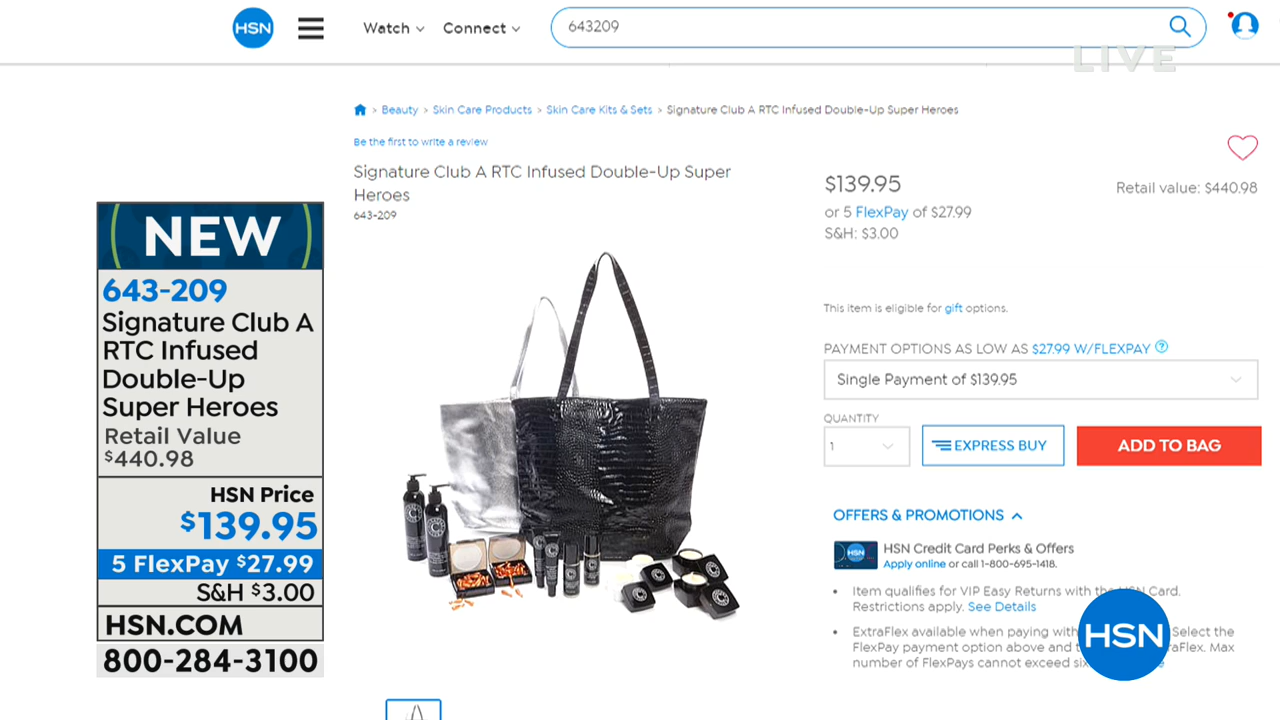 HSN
Watch
Connect
643209
LIVE
> Beauty > Skin Care Products > Skin Care Kits & Sets > Signature Club A RTC Infused Double-Up Super Heroes
Be the first to write a review
Signature Club A RTC Infused Double-Up Super
Heroes
643-209
$139.95
Retail value: $440.98
or 5 FlexPay of $27.99
S&H: $3.00
This item is eligible for gift options.
PAYMENT OPTIONS AS LOW AS $27.99 W/FLEXPAY ?
Single Payment of $139.95
QUANTITY
1
EXPRESS BUY
ADD TO BAG
OFFERS & PROMOTIONS
HSN
HSN Credit Card Perks & Offers
Apply online or call 1-800-695-1418.
• Item qualifies for VIP Easy Returns with the HSN Card.
Restrictions apply. See Details
• ExtraFlex available when paying with Select the
FlexPay payment option above and Max
number of FlexPays cannot exceed
HSN
NEW
643-209
Signature Club A
RTC Infused
Double-Up
Super Heroes
Retail Value
$440.98
HSN Price
$139.95
5 FlexPay $27.99
S&H $3.00
HSN.COM
800-284-3100